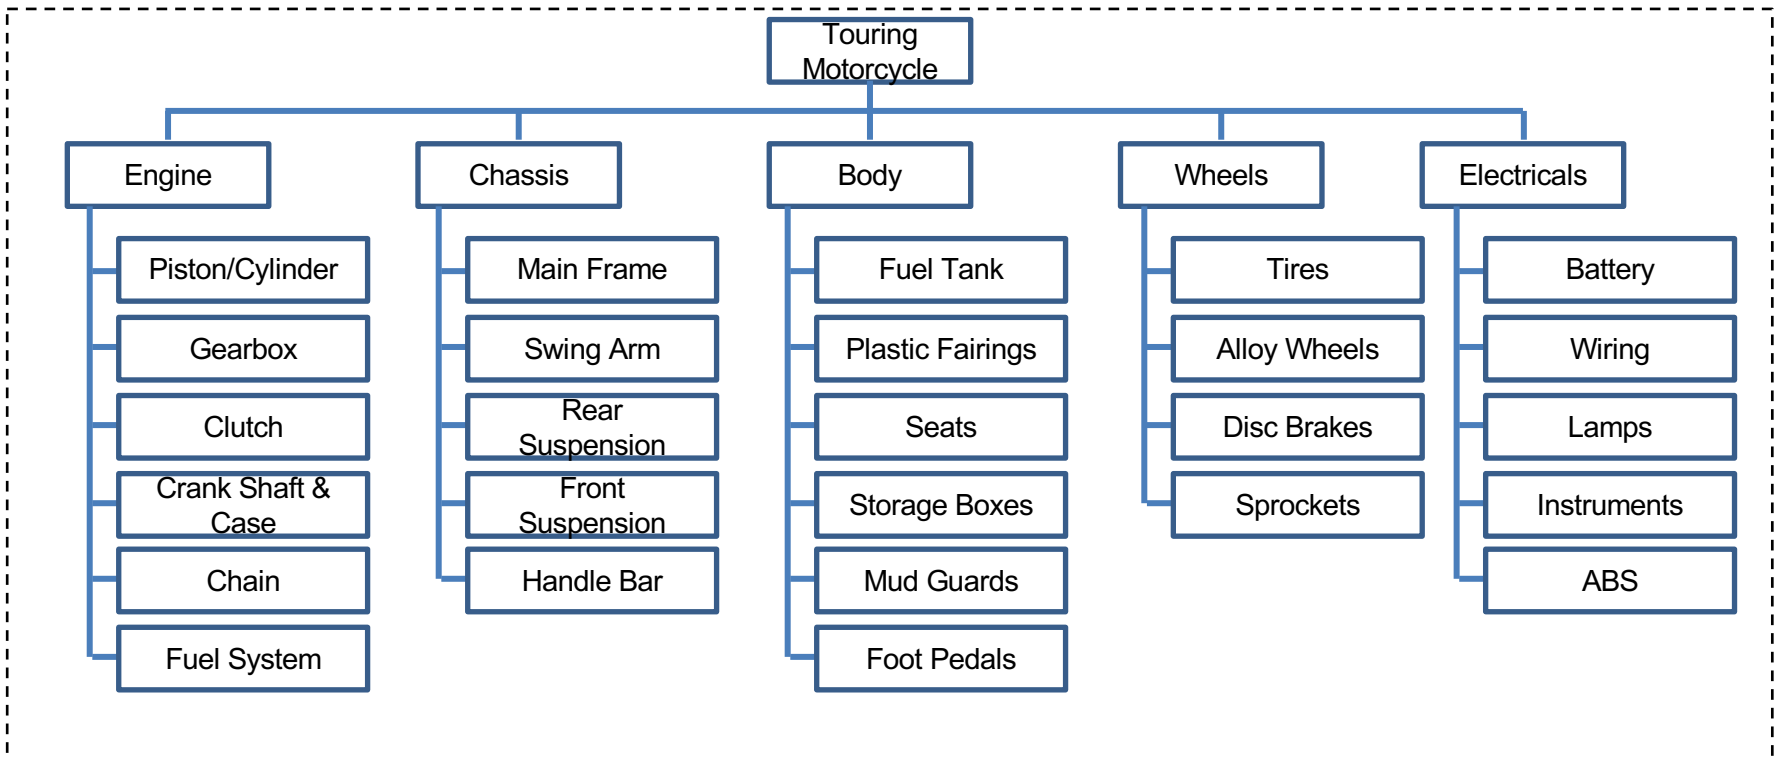 Touring
Motorcycle
Engine
Chassis
Body
Wheels
Electricals
Piston/Cylinder
Gearbox
Clutch
Crank Shaft &
Case
Chain
Fuel System
Main Frame
Swing Arm
Rear
Suspension
Front
Suspension
Handle Bar
Fuel Tank
Plastic Fairings
Seats
Storage Boxes
Mud Guards
Foot Pedals
Tires
Alloy Wheels
Disc Brakes
Sprockets
Battery
Wiring
Lamps
Instruments
ABS